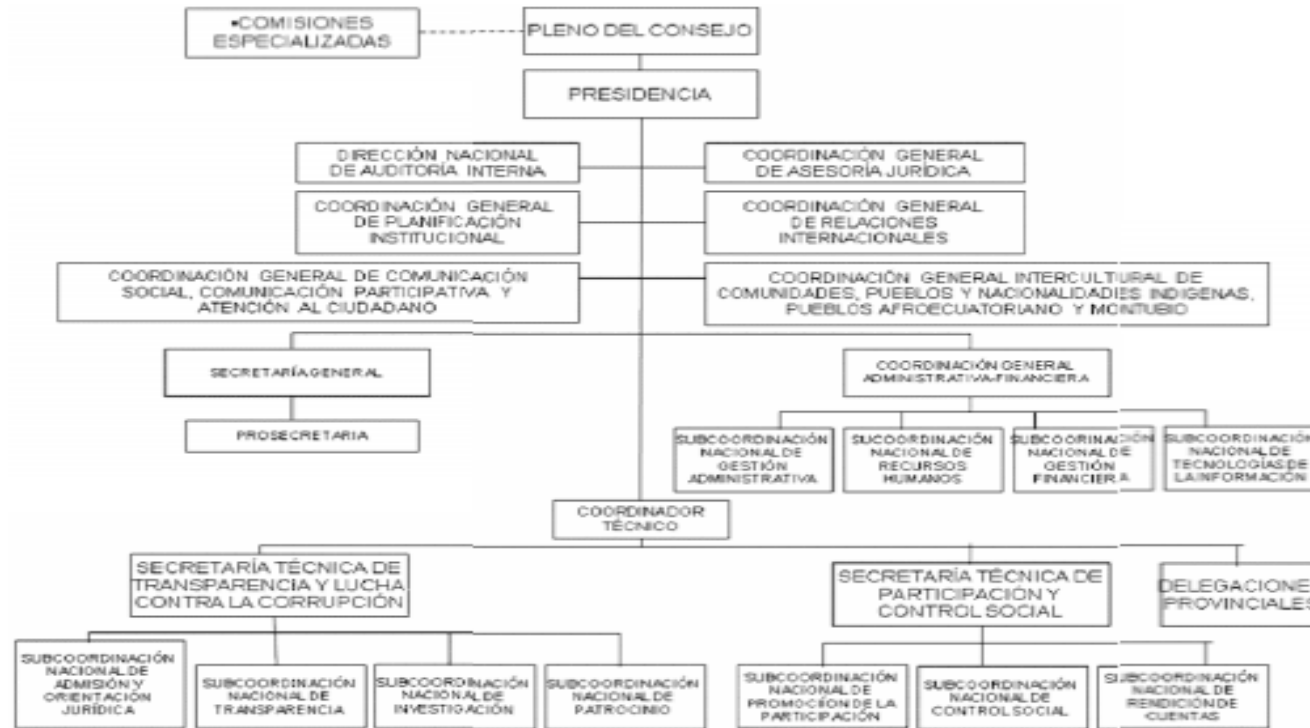 ▪COMISIONES
ESPECIALIZADAS
PLENO DEL CONSEJO
PRESIDENCIA
DIRECCIÓN NACIONAL
DE AUDITORÍA INTERNA
COORDINACIÓN GENERAL
DE ASESORÍA JURÍDICA
COORDINACIÓN GENERAL
DE PLANIFICACIÓN
INSTITUCIONAL
COORDINACIÓN GENERAL
DE RELACIONES
INTERNACIONALES
COORDINACIÓN GENERAL DE COMUNICACIÓN
SOCIAL, COMUNICACIÓN PARTICIPATIVA Y
ATENCIÓN AL CIUDADANO
COORDINACIÓN GENERAL INTERCULTURAL DE
COMUNIDADES, PUEBLOS Y NACIONALIDADES INDIGENAS,
PUEBLOS AFROECUATORIANO Y MONTUBIO
SECRETARÍA GENERAL
COORDINACIÓN GENERAL
ADMINISTRATIVA-FINANCIERA
PROSECRETARIA
SUBCOORDINACIÓN
NACIONAL DE
GESTIÓN
ADMINISTRATIVA
SUCOORDINACIÓN
NACIONAL DE
RECURSOS
HUMANOS
SUBCOORDINACIÓN
NACIONAL DE
GESTIÓN
FINANCIERA
SUBCOORDINACIÓN
NACIONAL DE
TECNOLOGÍAS DE
LA INFORMACIÓN
COORDINADOR
TÉCNICO
SECRETARÍA TÉCNICA DE
TRANSPARENCIA Y LUCHA
CONTRA LA CORRUPCIÓN
SECRETARÍA TÉCNICA DE
PARTICIPACIÓN Y
CONTROL SOCIAL
DELEGACIONE
PROVINCIALES
SUBCOORDINACIÓN
NACIONAL DE
ADMISIÓN Y
ORIENTACIÓN
JURÍDICA
SUBCOORDINACIÓN
NACIONAL DE
TRANSPARENCIA
SUBCOORDINACIÓN
NACIONAL DE
INVESTIGACIÓN
SUBCOORDINACIÓN
NACIONAL DE
PATROCINIO
SUBCOORDINACIÓN
NACIONAL DE
PROMOCIÓN DE LA
PARTICIPACIÓN
SUBCOORDINACIÓN
NACIONAL DE
CONTROL SOCIAL
SUBCOORDINACIÓN
NACIONAL DE
RENDICIÓN DE
CUENTAS